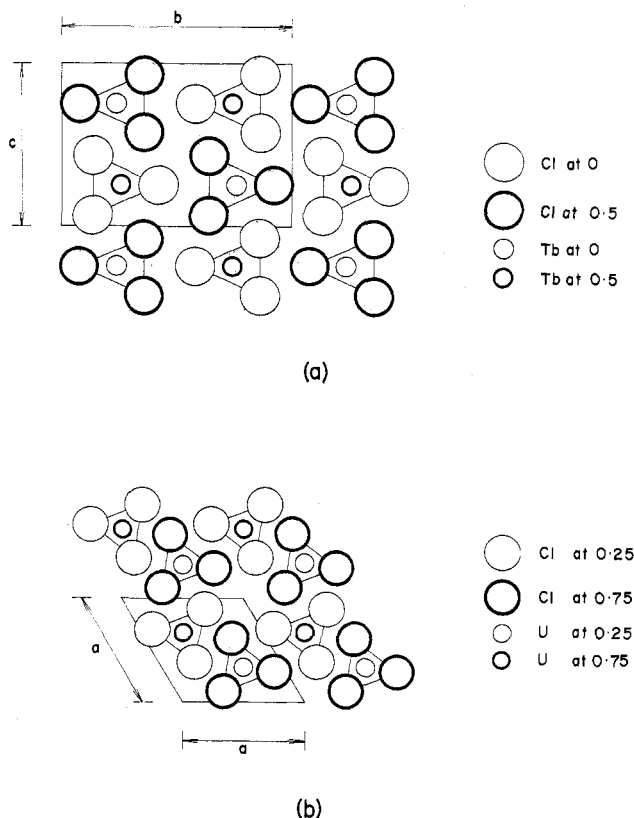 b
c
Cl at 0
Cl at 0.5
Tb at 0
Tb at 0.5
(a)
Cl at 0.25
Cl at 0.75
U at 0.25
U at 0.75
a
a
(b)